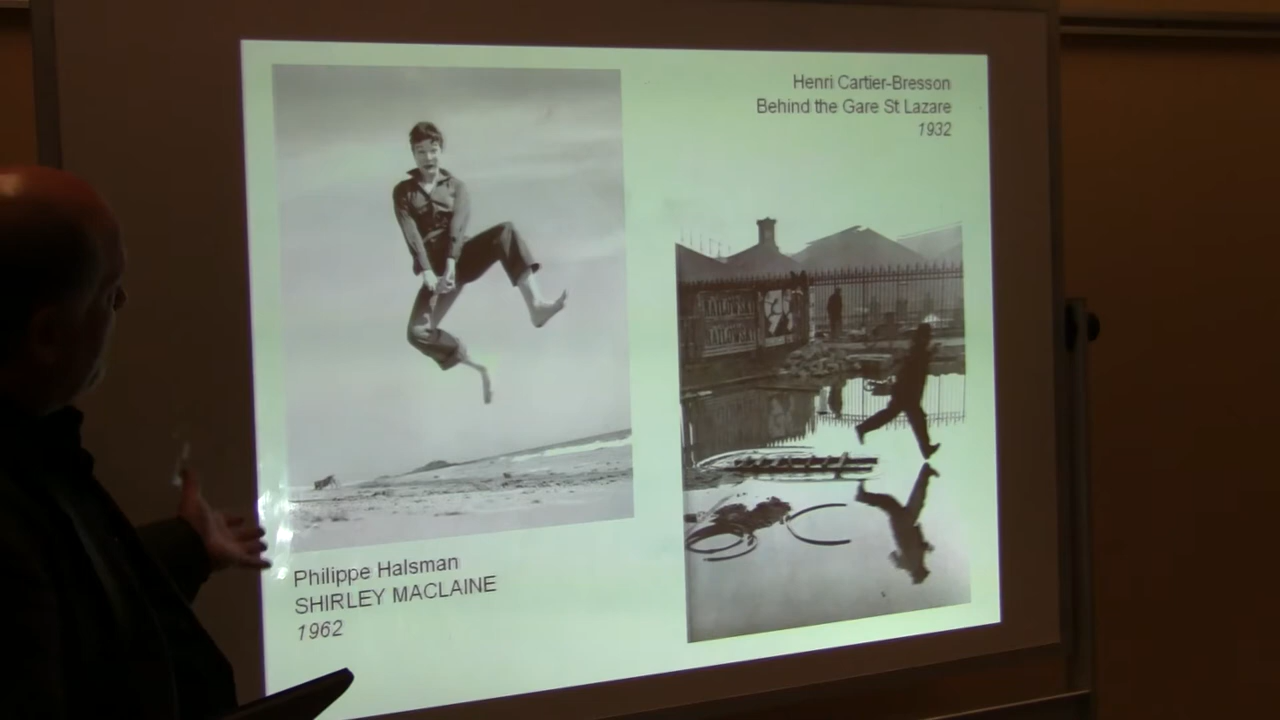 Henri Cartier-Bresson
Behind the Gare St Lazare
1932
Philippe Halsman
SHIRLEY MACLAINE
1962